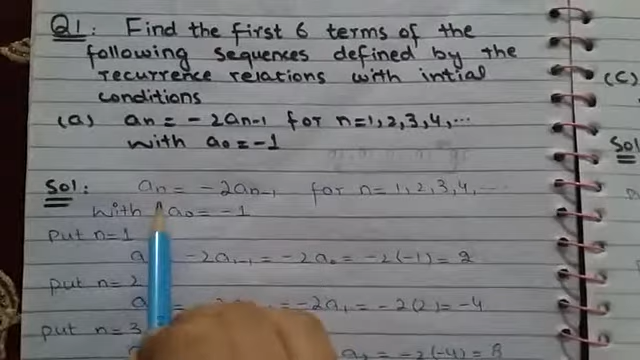 Q1: Find the first 6 terms of the
following sequences defined by the
recurrence relations with intial
conditions
(a) an = -2an-1 for n=1,2,3,4,...
with a0 = -1
Sol: an = -2an-1 for n=1,2,3,4,...
with a0 = -1
put n=1
a -2a1-1 = -2a0 = -2(-1) = 2
put n=2
a = = -2a1 = -2(2) = -4
put n=3
= -2(-4) = 8
(C)
Sol